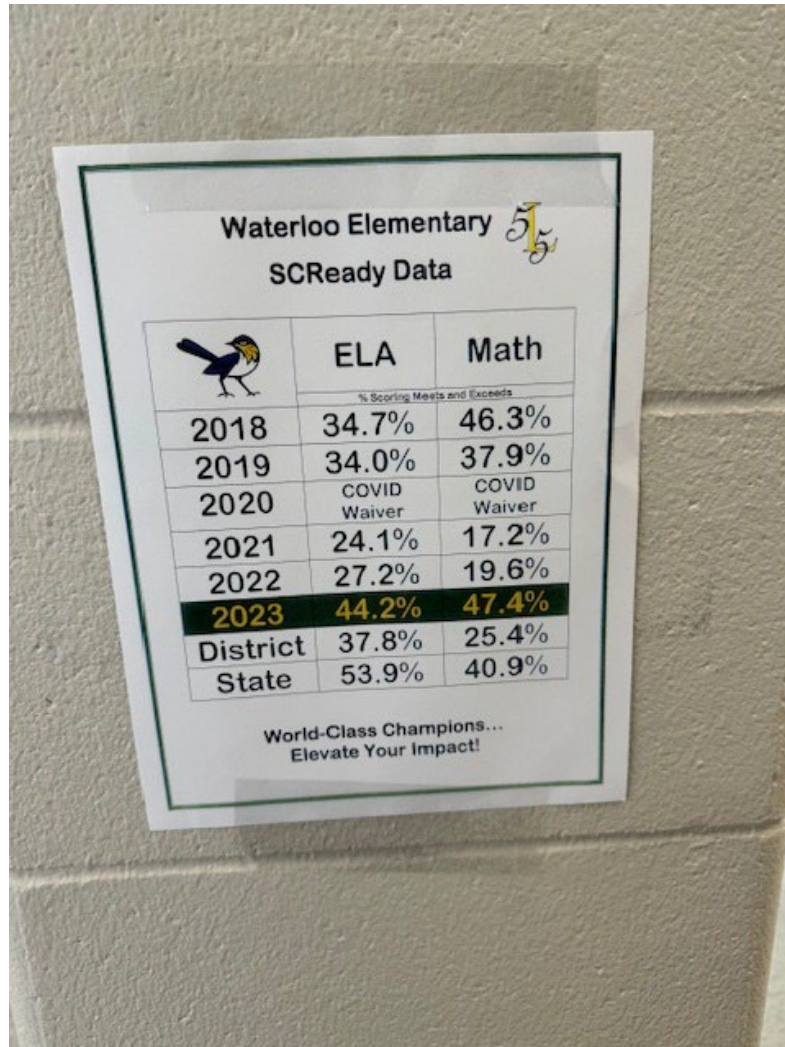 Waterloo Elementary
SCReady Data
ELA Math
% Scoring Meets and Exceeds
2018 34.7% 46.3%
2019 34.0% 37.9%
2020 COVID Waiver COVID Waiver
2021 24.1% 17.2%
2022 27.2% 19.6%
2023 44.2% 47.4%
District 37.8% 25.4%
State 53.9% 40.9%
World-Class Champions...
Elevate Your Impact!